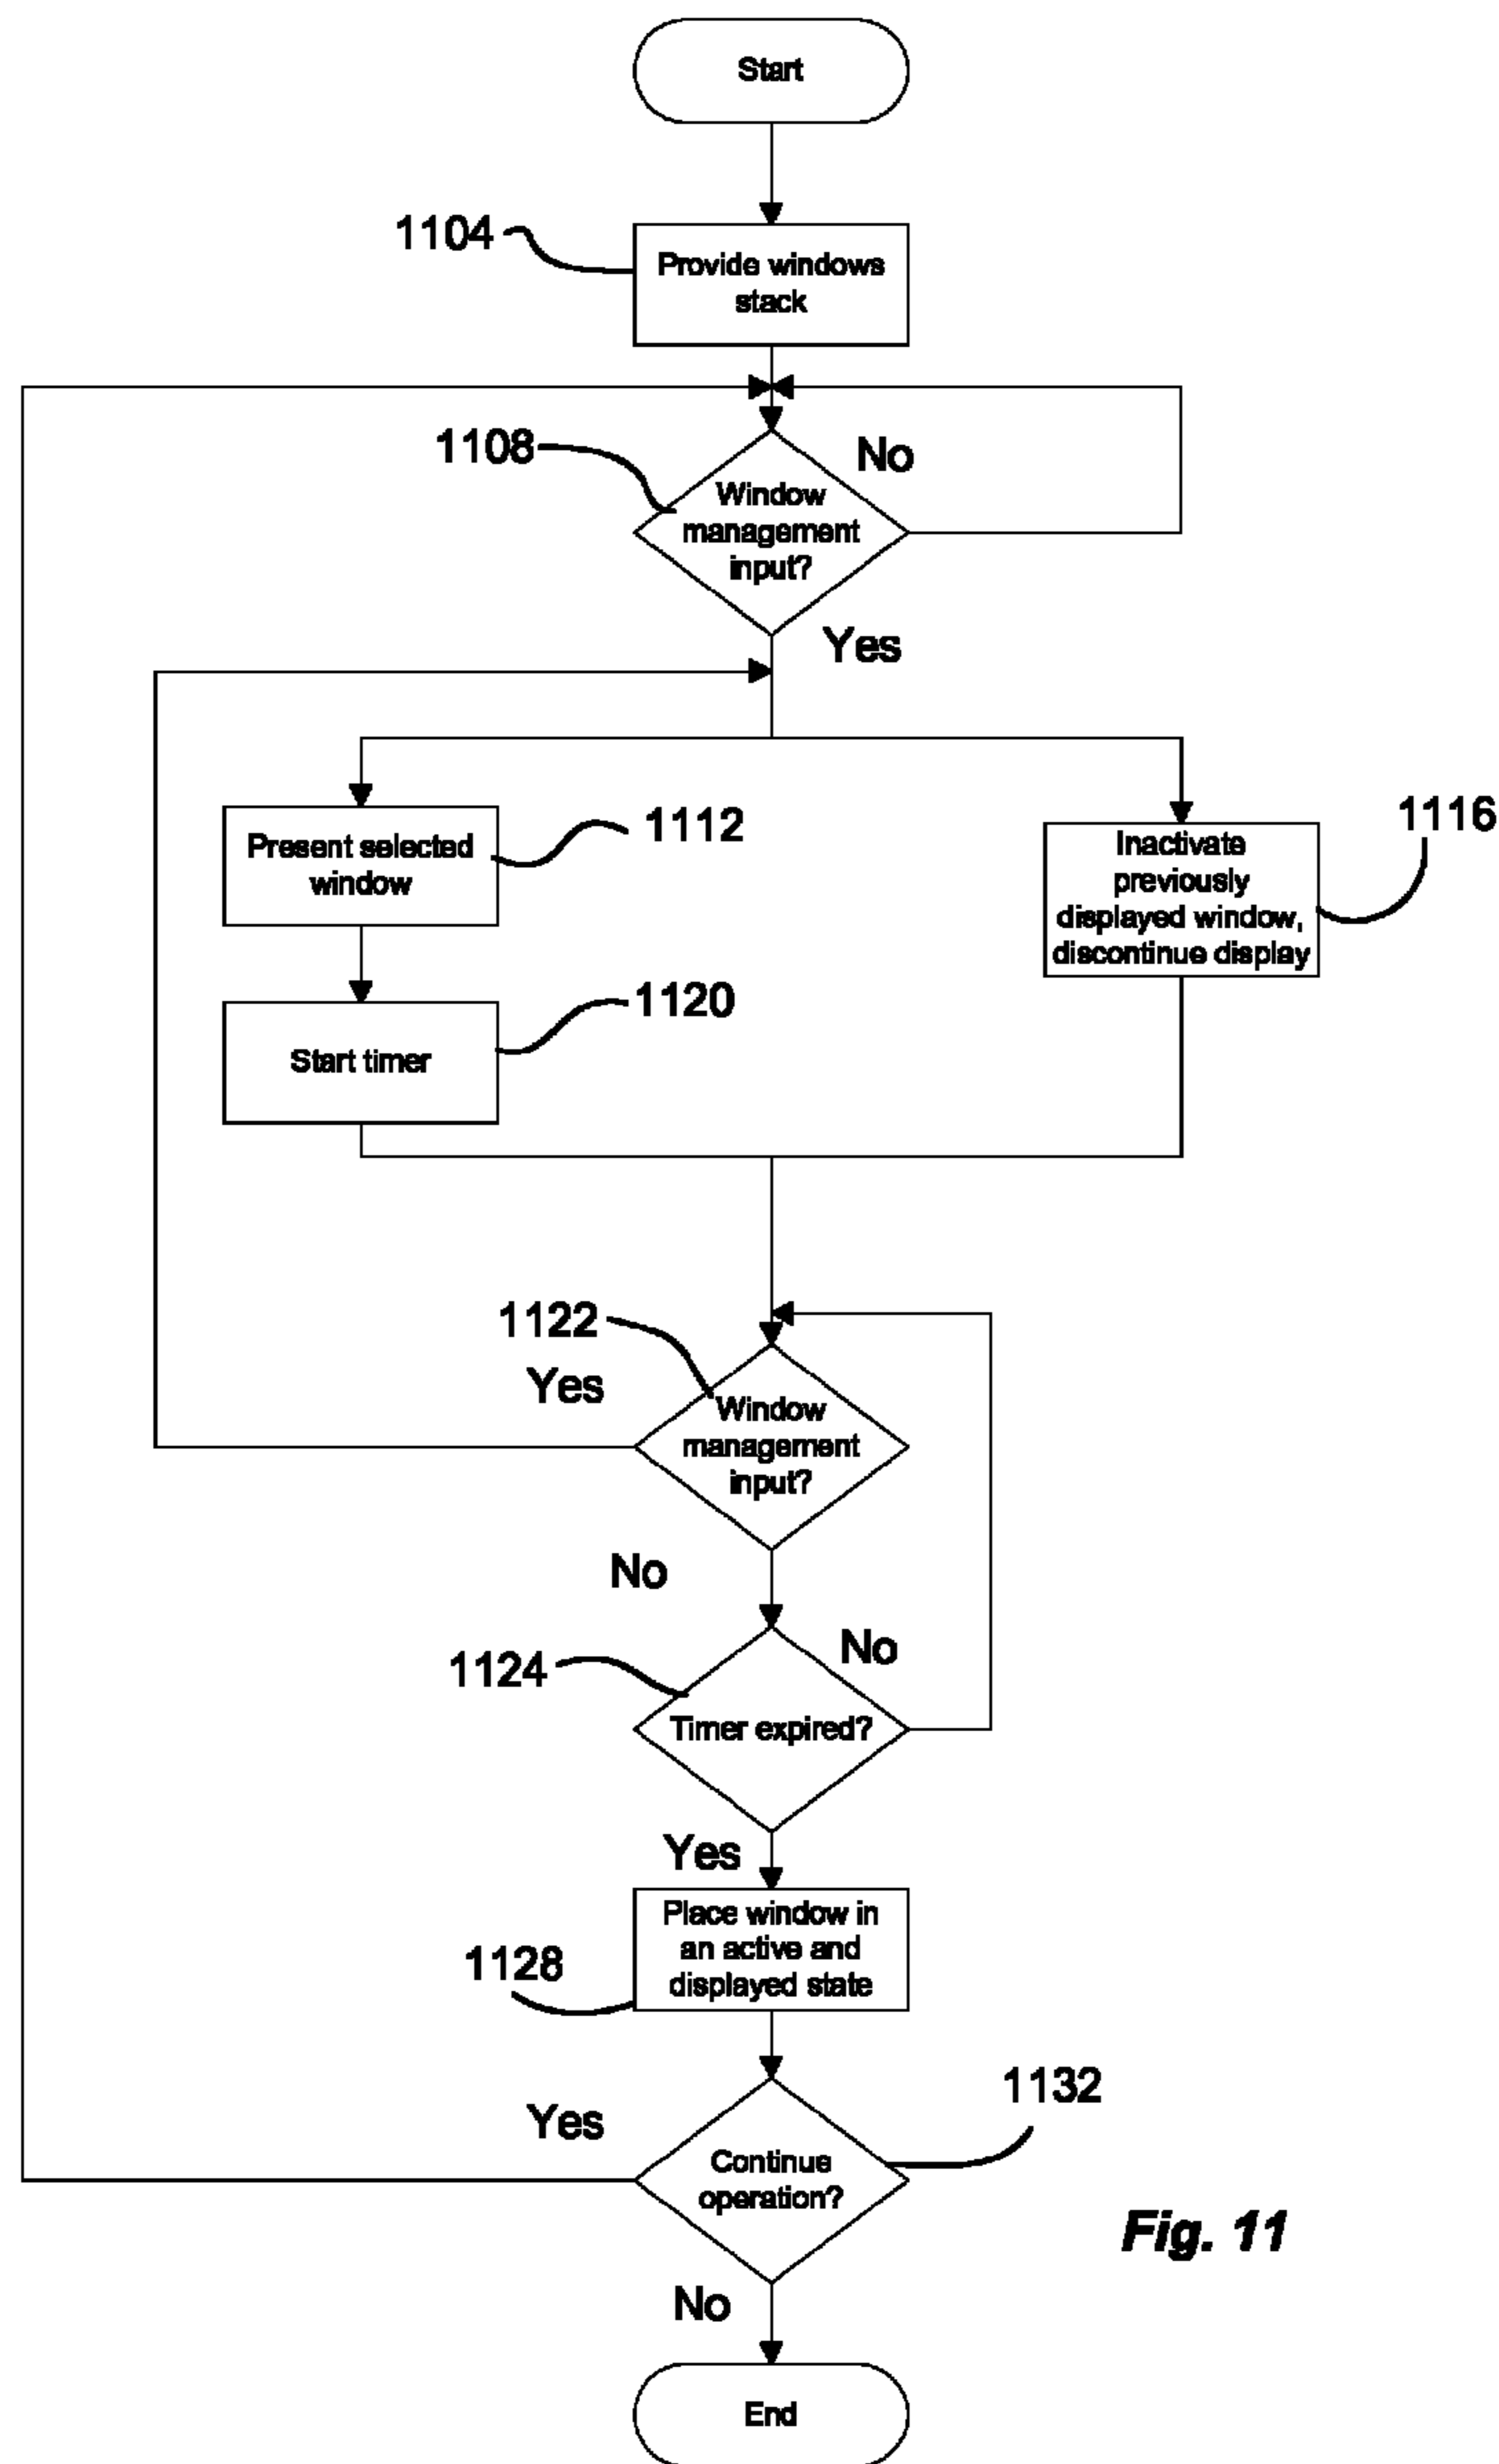 Start
1104
Provide windows
stack
1108
No
Window
management
input?
Yes
1112
1116
Present selected
window
Inactivate
previously
displayed window,
discontinue display
1120
Start timer
1122
Yes
Window
management
input?
No
1124
No
Timer expired?
Yes
Place window in
an active and
displayed state
1128
1132
Yes
Continue
operation?
Fig. 11
No
End